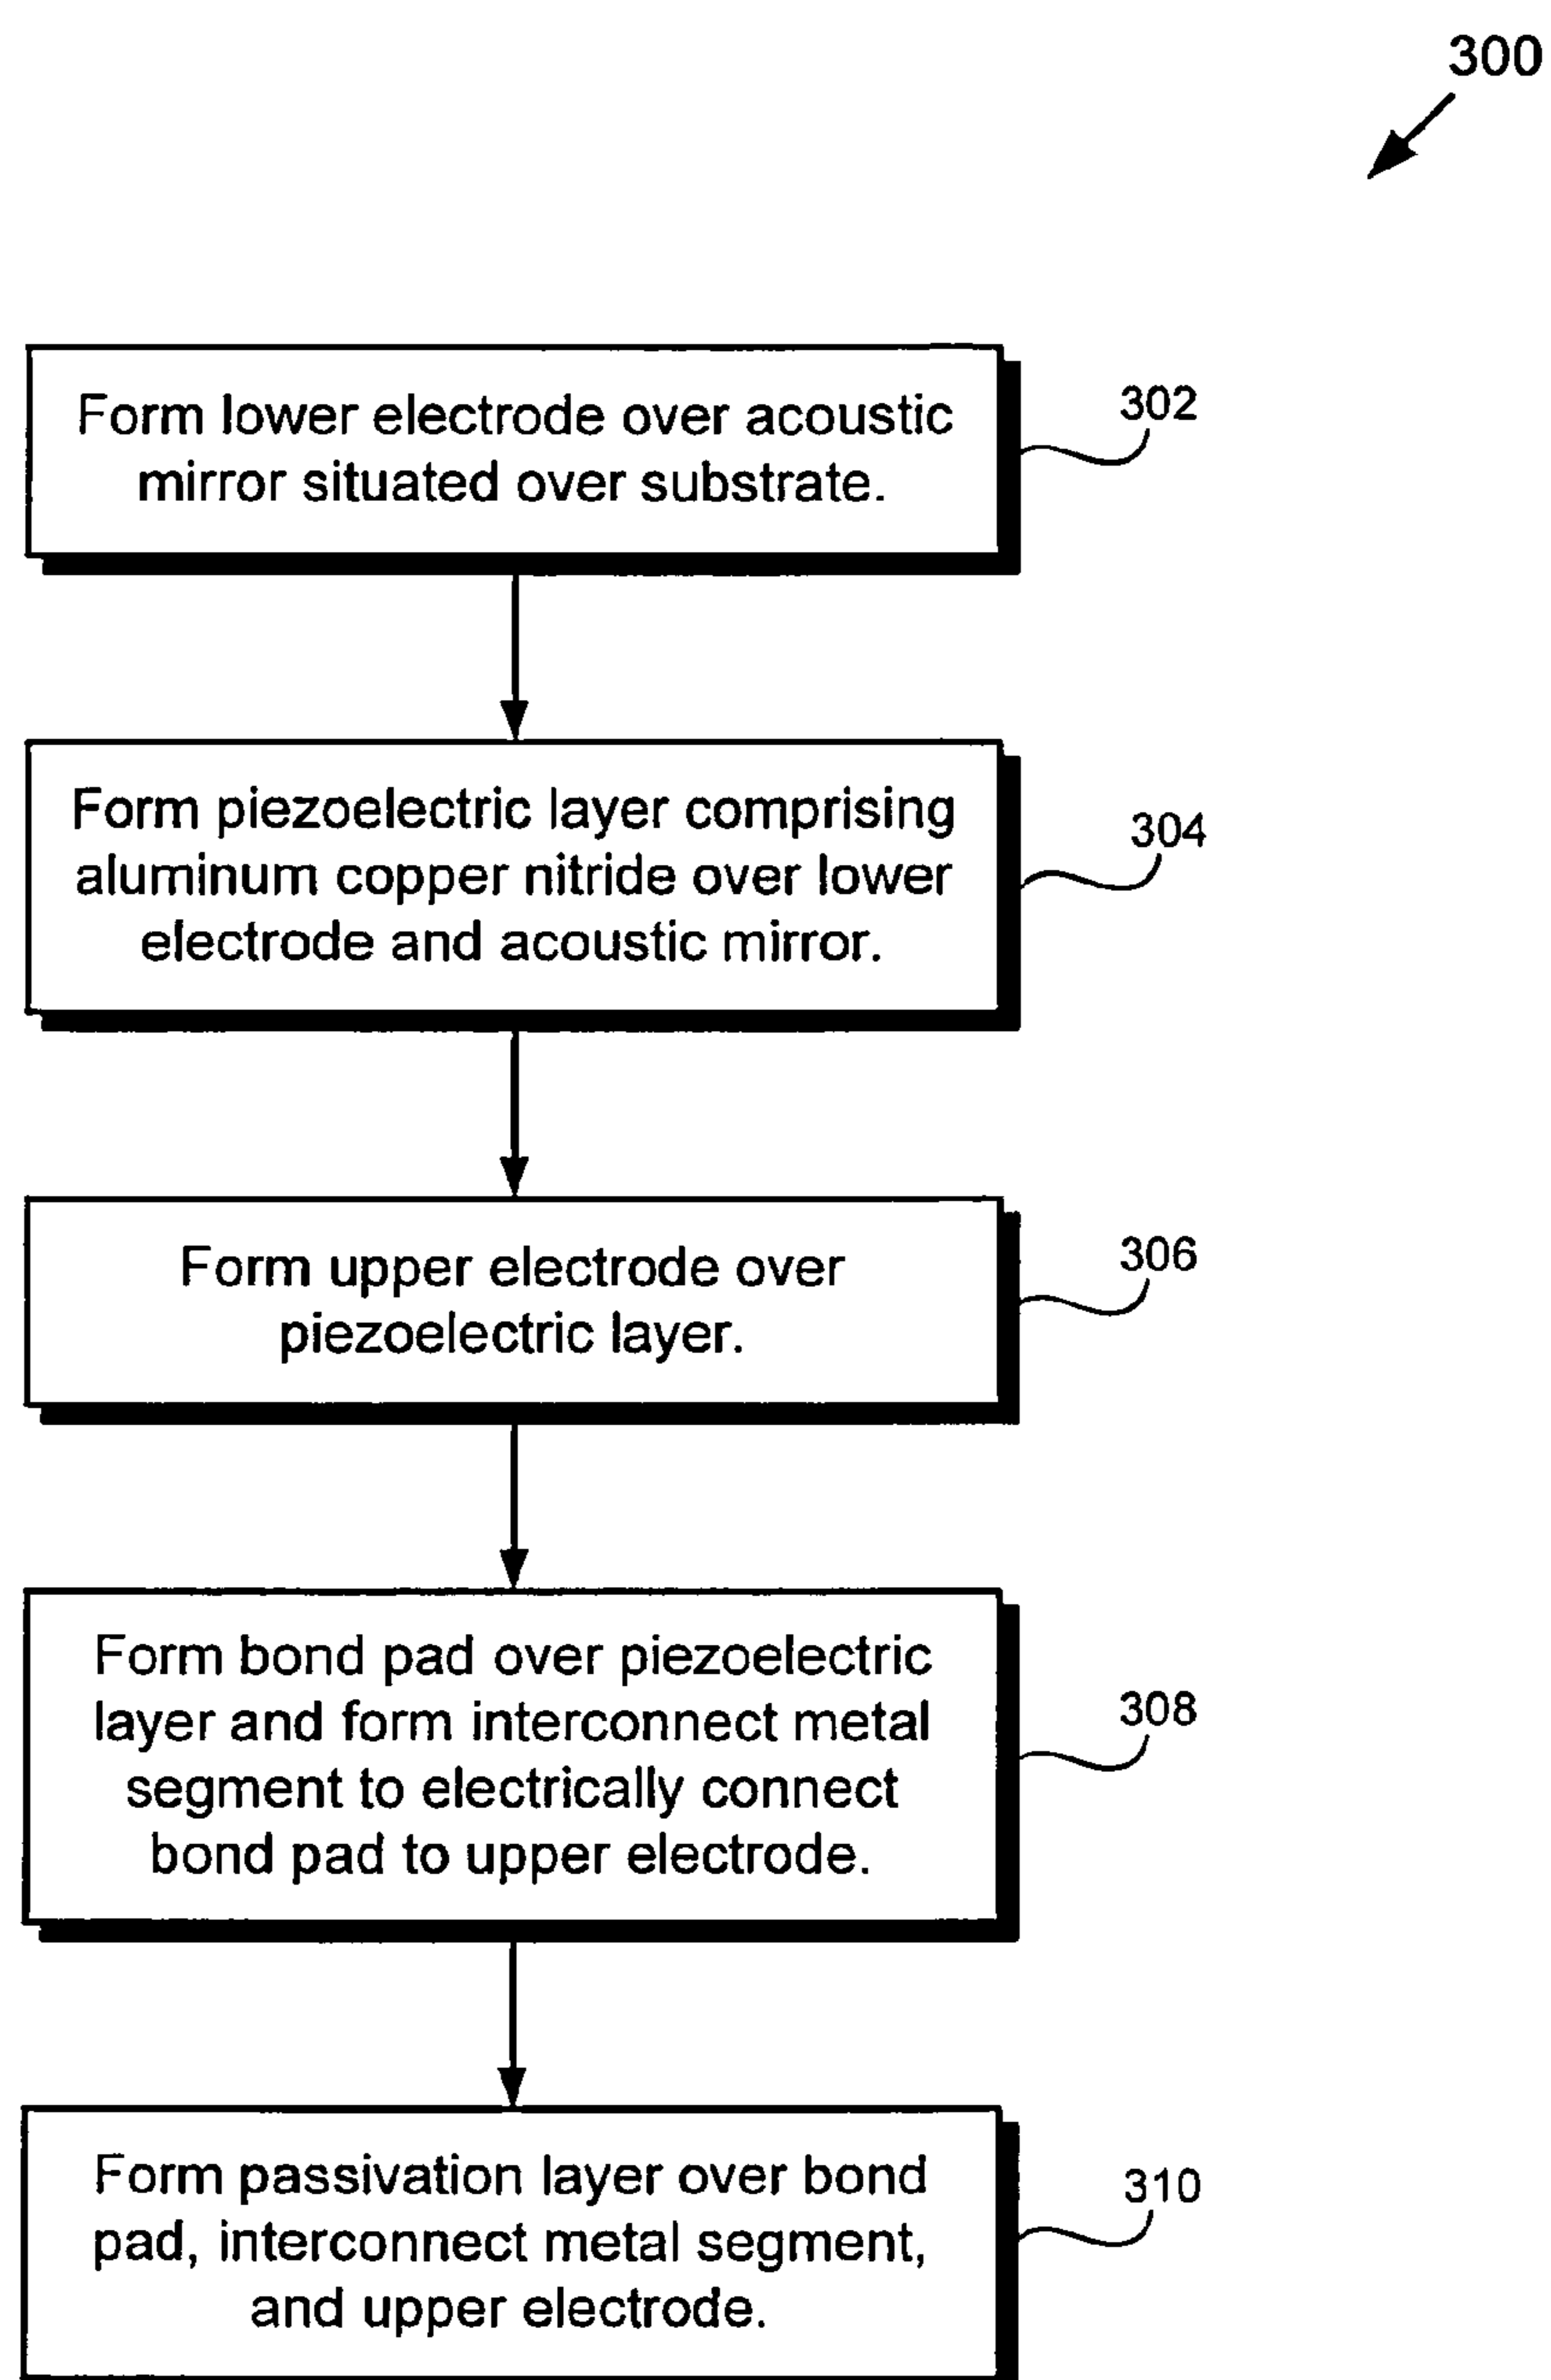 300
Form lower electrode over acoustic
mirror situated over substrate.
302
Form piezoelectric layer comprising
aluminum copper nitride over lower
electrode and acoustic mirror.
304
Form upper electrode over
piezoelectric layer.
306
Form bond pad over piezoelectric
layer and form interconnect metal
segment to electrically connect
bond pad to upper electrode.
308
Form passivation layer over bond
pad, interconnect metal segment,
and upper electrode.
310